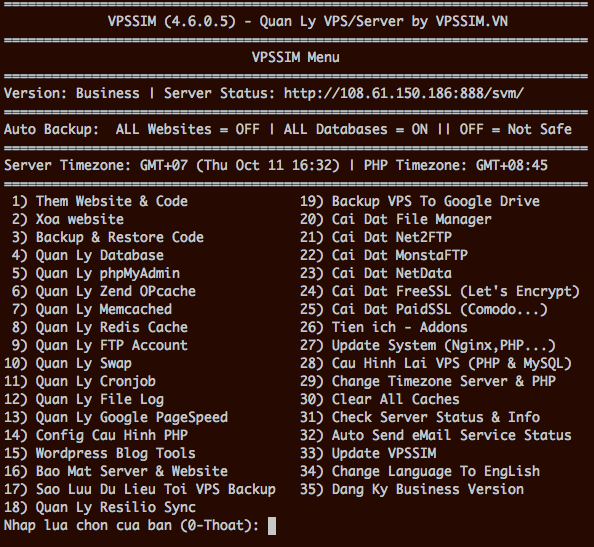 VPSSIM (4.6.0.5) - Quan Ly VPS/Server by VPSSIM.VN
VPSSIM Menu
Version: Business | Server Status: http://108.61.150.186:888/svm/
Auto Backup:  ALL Websites = OFF | ALL Databases = ON || OFF = Not Safe
Server Timezone: GMT+07 (Thu Oct 11 16:32) | PHP Timezone: GMT+08:45
1) Them Website & Code
2) Xoa website
3) Backup & Restore Code
4) Quan Ly Database
5) Quan Ly phpMyAdmin
6) Quan Ly Zend OPcache
7) Quan Ly Memcached
8) Quan Ly Redis Cache
9) Quan Ly FTP Account
10) Quan Ly Swap
11) Quan Ly Cronjob
12) Quan Ly File Log
13) Quan Ly Google PageSpeed
14) Config Cau Hinh PHP
15) Wordpress Blog Tools
16) Bao Mat Server & Website
17) Sao Luu Du Lieu Toi VPS Backup
18) Quan Ly Resilio Sync
19) Backup VPS To Google Drive
20) Cai Dat File Manager
21) Cai Dat Net2FTP
22) Cai Dat MonstaFTP
23) Cai Dat NetData
24) Cai Dat FreeSSL (Let's Encrypt)
25) Cai Dat PaidSSL (Comodo...)
26) Tien ich - Addons
27) Update System (Nginx,PHP...)
28) Cau Hinh Lai VPS (PHP & MySQL)
29) Change Timezone Server & PHP
30) Clear All Caches
31) Check Server Status & Info
32) Auto Send eMail Service Status
33) Update VPSSIM
34) Change Language To EngLish
35) Dang Ky Business Version
Nhap lua chon cua ban (0-Thoat):